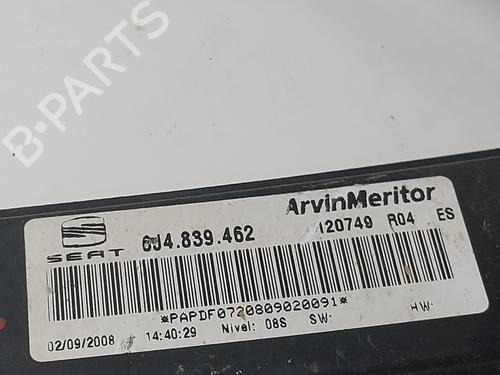 B-PARTS
ArvinMeritor
SEAT
6J4.839.462
120749 R04 ES
*PAPDF0720809020091*
02/09/2008 14:40:29 Nivel: 08S SW: HW: